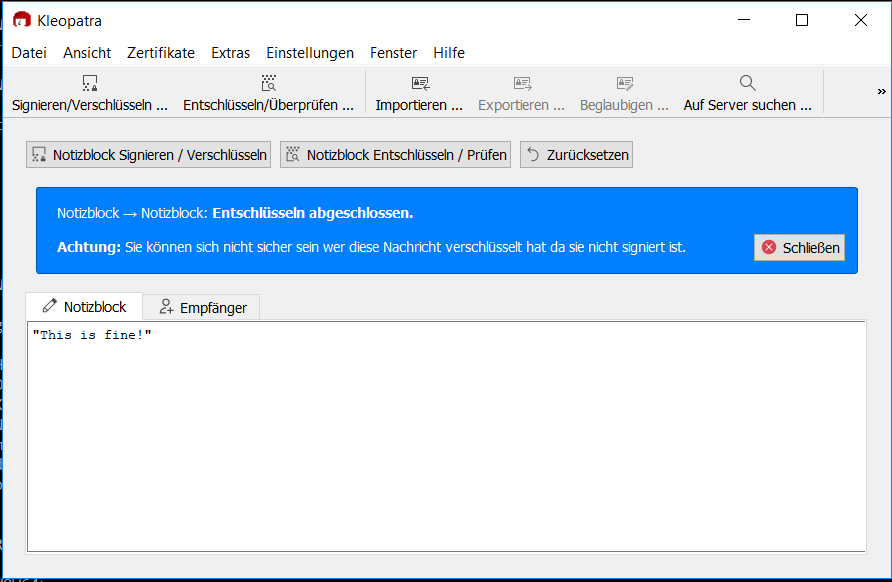 Kleopatra
Datei Ansicht Zertifikate Extras Einstellungen Fenster Hilfe
Signieren/Verschlüsseln ... Entschlüsseln/Überprüfen ... Importieren ... Exportieren ... Beglaubigen ... Auf Server suchen ... »
Notizblock Signieren / Verschlüsseln Notizblock Entschlüsseln / Prüfen Zurücksetzen
Notizblock → Notizblock: Entschlüsseln abgeschlossen.
Achtung: Sie können sich nicht sicher sein wer diese Nachricht verschlüsselt hat da sie nicht signiert ist. Schließen
Notizblock Empfänger
"This is fine!"